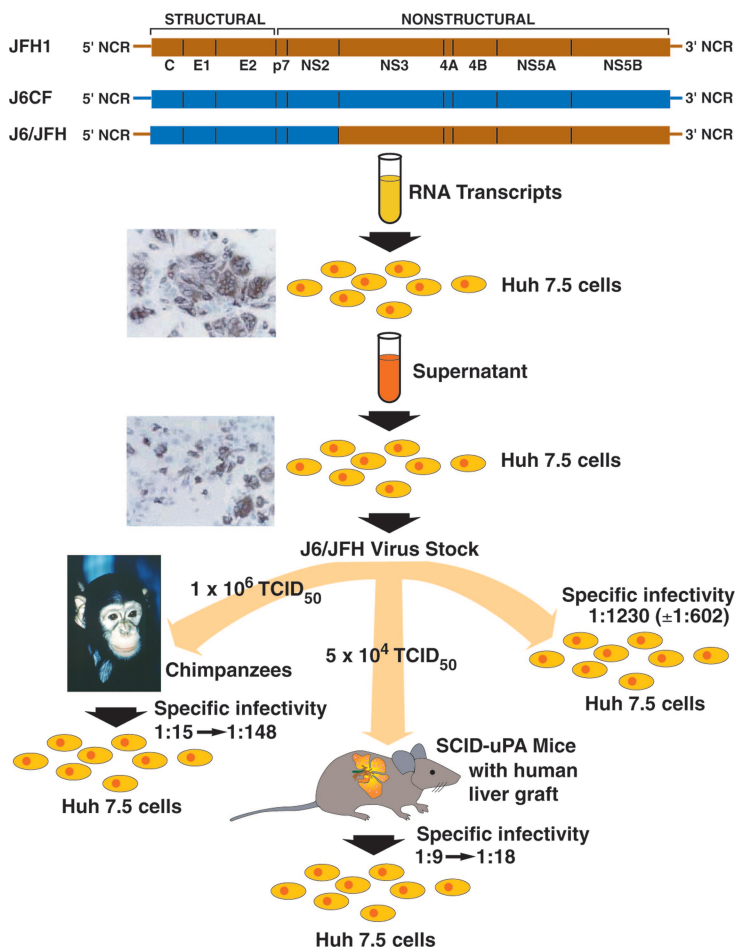 STRUCTURAL NONSTRUCTURAL
JFH1 5' NCR 3' NCR
C E1 E2 p7 NS2 NS3 4A 4B NS5A NS5B
J6CF 5' NCR 3' NCR
J6/JFH 5' NCR 3' NCR
RNA Transcripts
Huh 7.5 cells
Supernatant
Huh 7.5 cells
J6/JFH Virus Stock
1 x 10⁶ TCID₅₀
Chimpanzees
Specific infectivity
1:15 → 1:148
Huh 7.5 cells
5 x 10⁴ TCID₅₀
SCID-uPA Mice
with human
liver graft
Specific infectivity
1:9 → 1:18
Huh 7.5 cells
Specific infectivity
1:1230 (±1:602)
Huh 7.5 cells